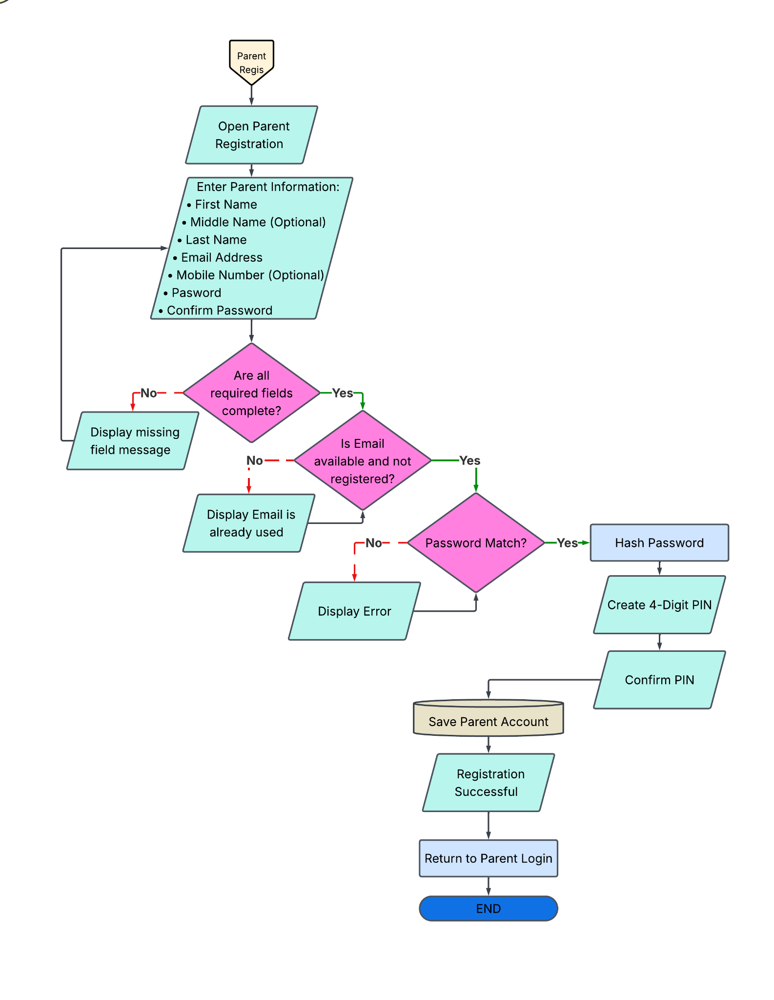 Parent
Regis
Open Parent
Registration
Enter Parent Information:
• First Name
• Middle Name (Optional)
• Last Name
• Email Address
• Mobile Number (Optional)
• Pasword
• Confirm Password
Are all
required fields
complete?
No
Yes
Display missing
field message
Is Email
available and not
registered?
No
Yes
Display Email is
already used
Password Match?
No
Yes
Hash Password
Display Error
Create 4-Digit PIN
Confirm PIN
Save Parent Account
Registration
Successful
Return to Parent Login
END